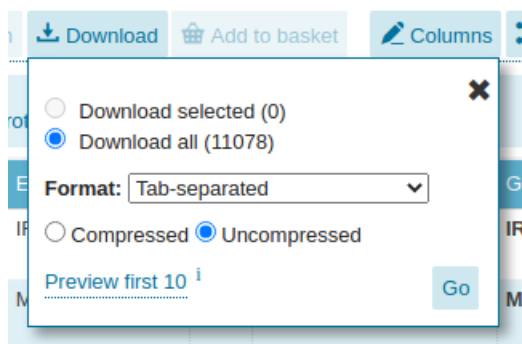 Download Add to basket Columns
Download selected (0)
Download all (11078)
Format: Tab-separated
Compressed Uncompressed
Preview first 10 i
Go